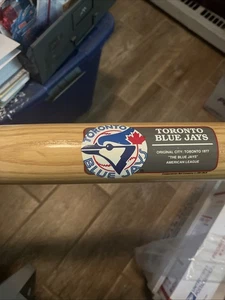 TORONTO
BLUE JAYS
TORONTO
BLUE JAYS
ORIGINAL CITY: TORONTO 1977
"THE BLUE JAYS"
AMERICAN LEAGUE